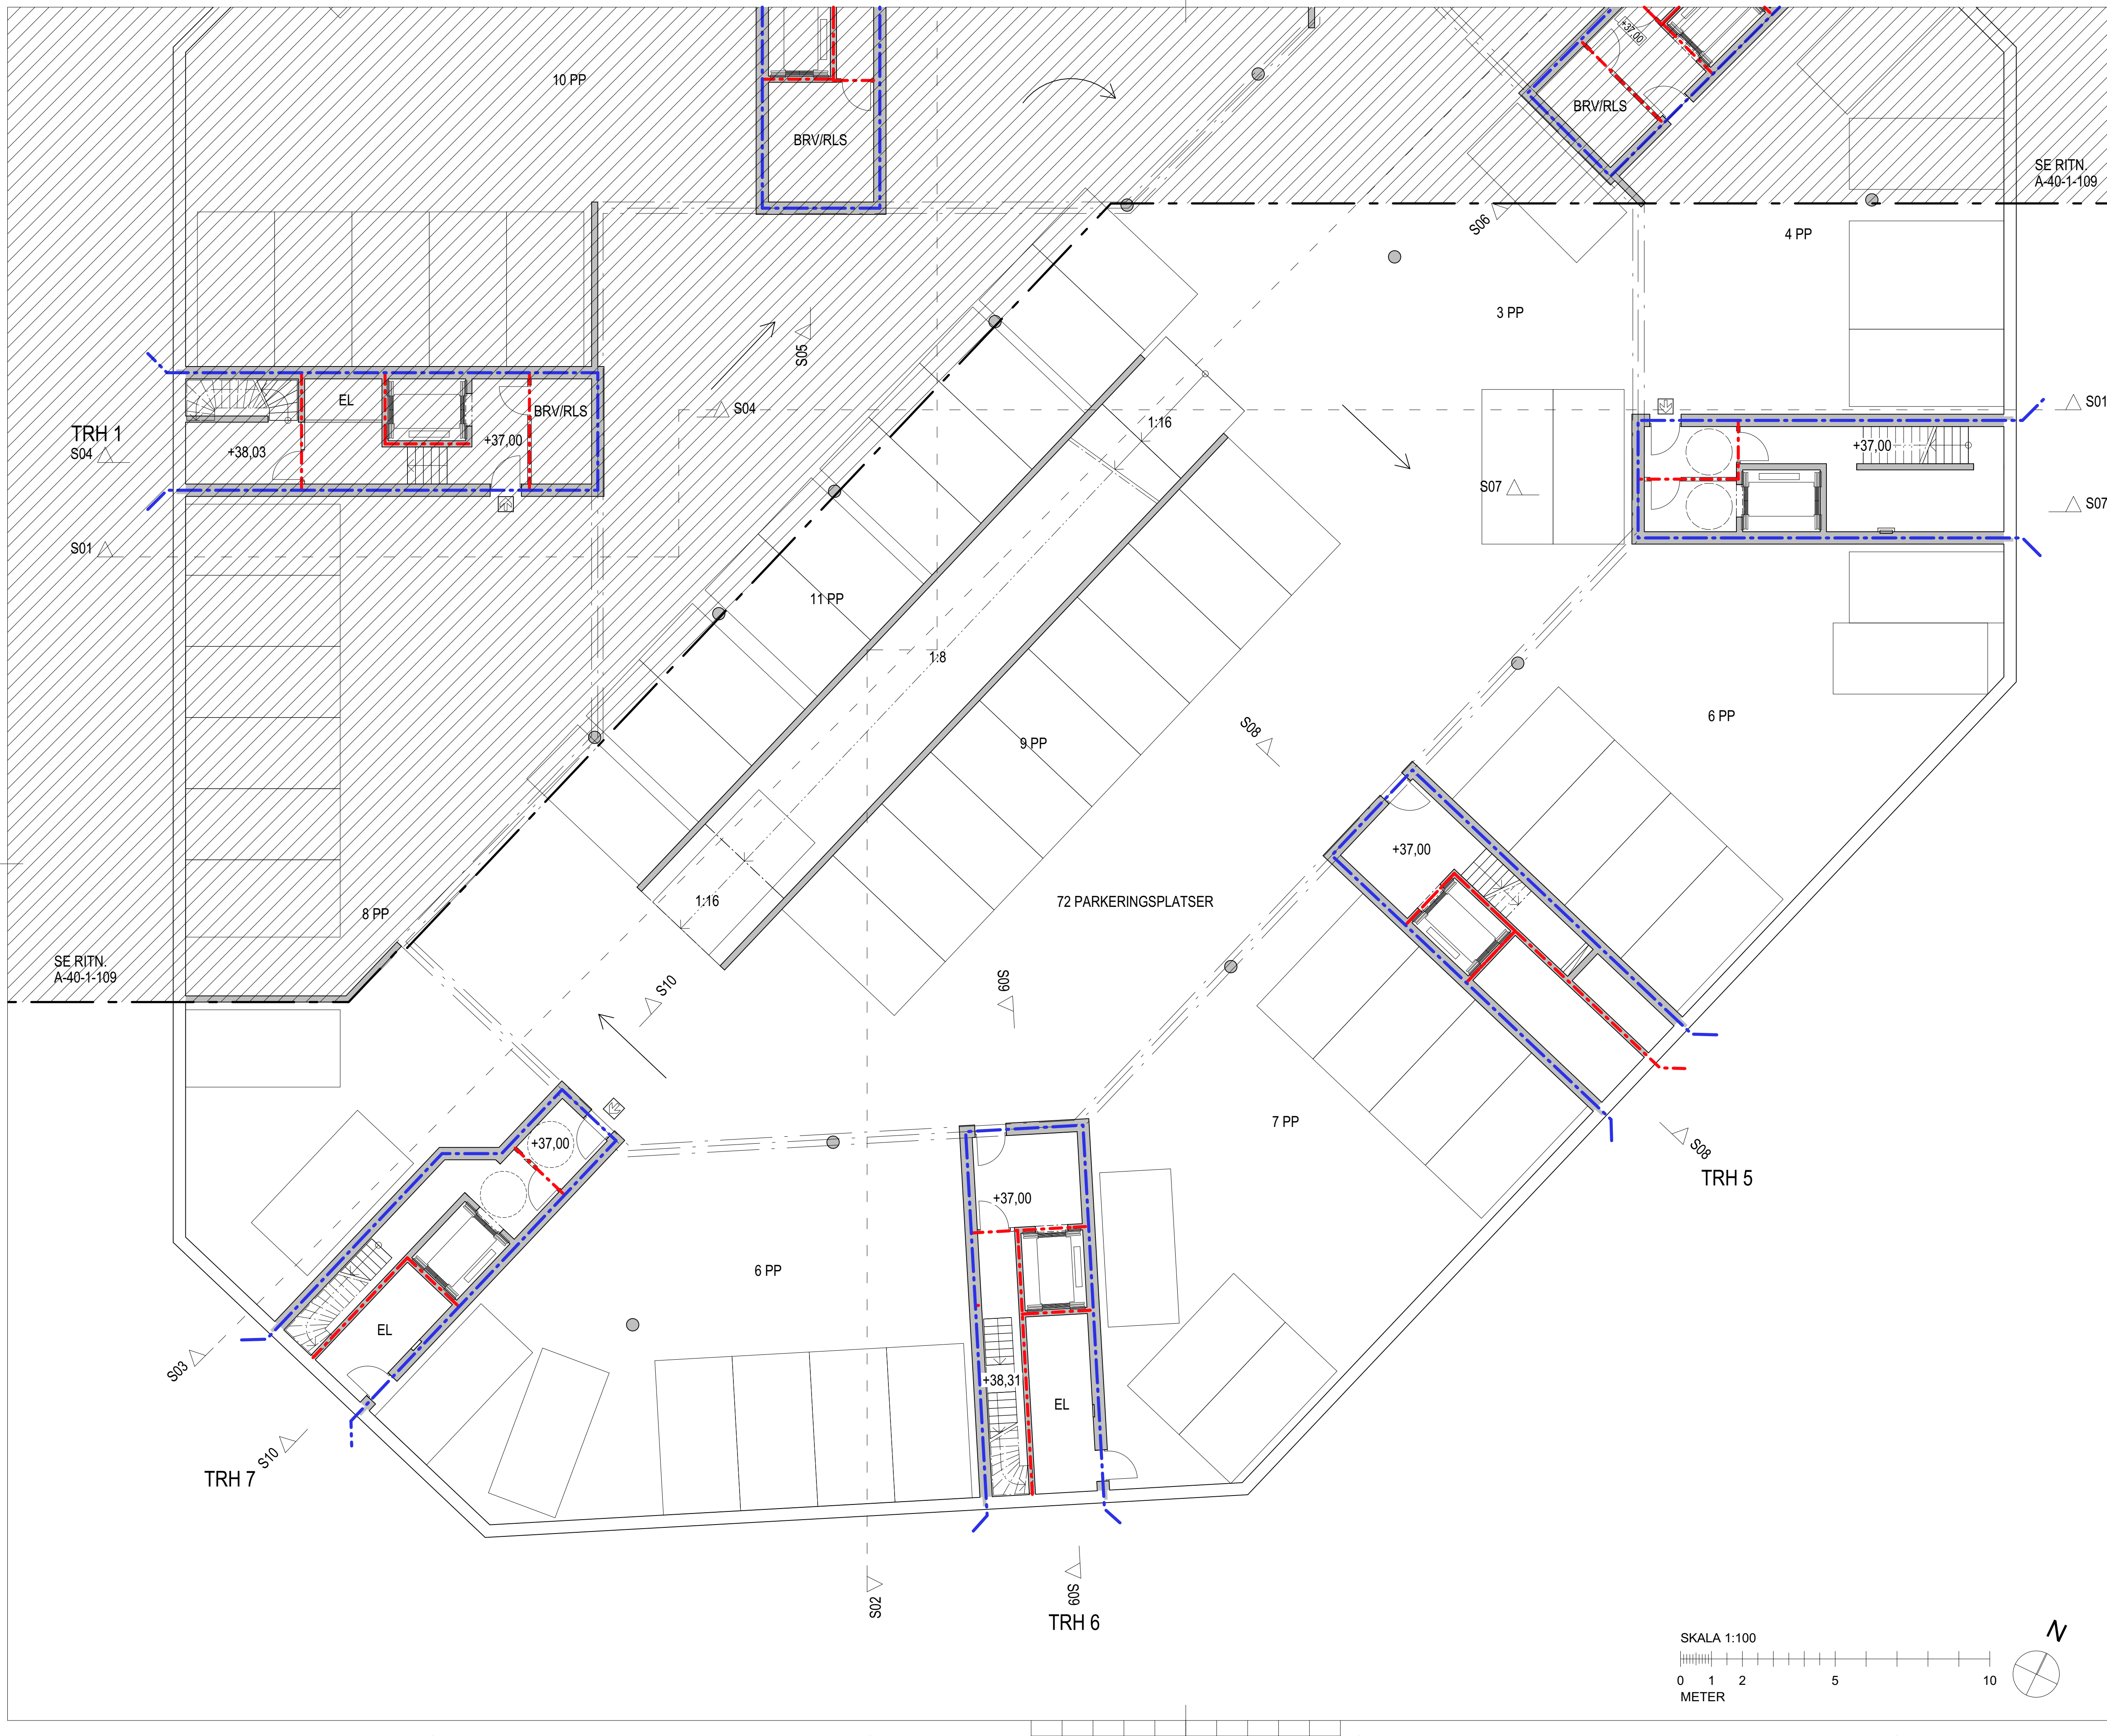 10 PP
BRV/RLS
+37,00
BRV/RLS
SE RITN.
A-40-1-109
S06
4 PP
3 PP
S05
EL
BRV/RLS
S04
S01
TRH 1
S04
+38,03
+37,00
1:16
+37,00
S07
S07
S01
11 PP
1:8
6 PP
S08
9 PP
+37,00
1:16
72 PARKERINGSPLATSER
8 PP
SE RITN.
A-40-1-109
S10
S09
7 PP
+37,00
S08
TRH 5
+37,00
6 PP
EL
S03
+38,31
EL
S10
TRH 7
S02
S09
TRH 6
N
SKALA 1:100
0 1 2 5 10
METER